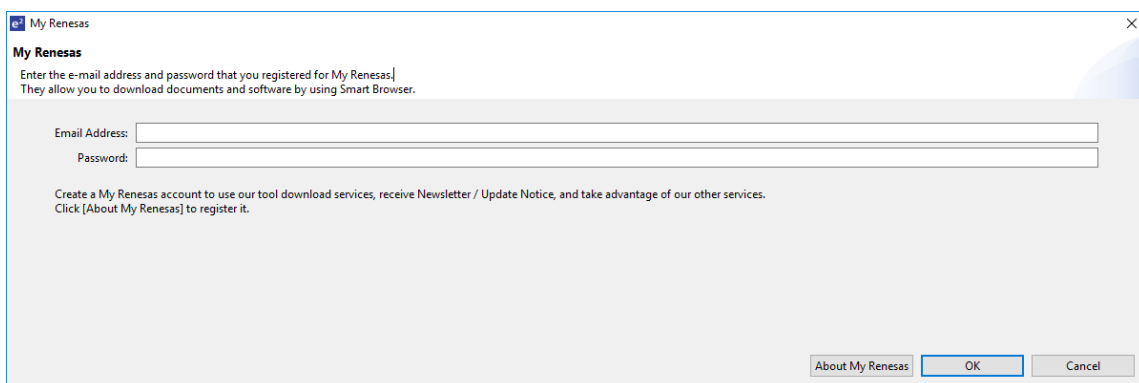 e² My Renesas
My Renesas
Enter the e-mail address and password that you registered for My Renesas.
They allow you to download documents and software by using Smart Browser.
Email Address:
Password:
Create a My Renesas account to use our tool download services, receive Newsletter / Update Notice, and take advantage of our other services.
Click [About My Renesas] to register it.
About My Renesas OK Cancel